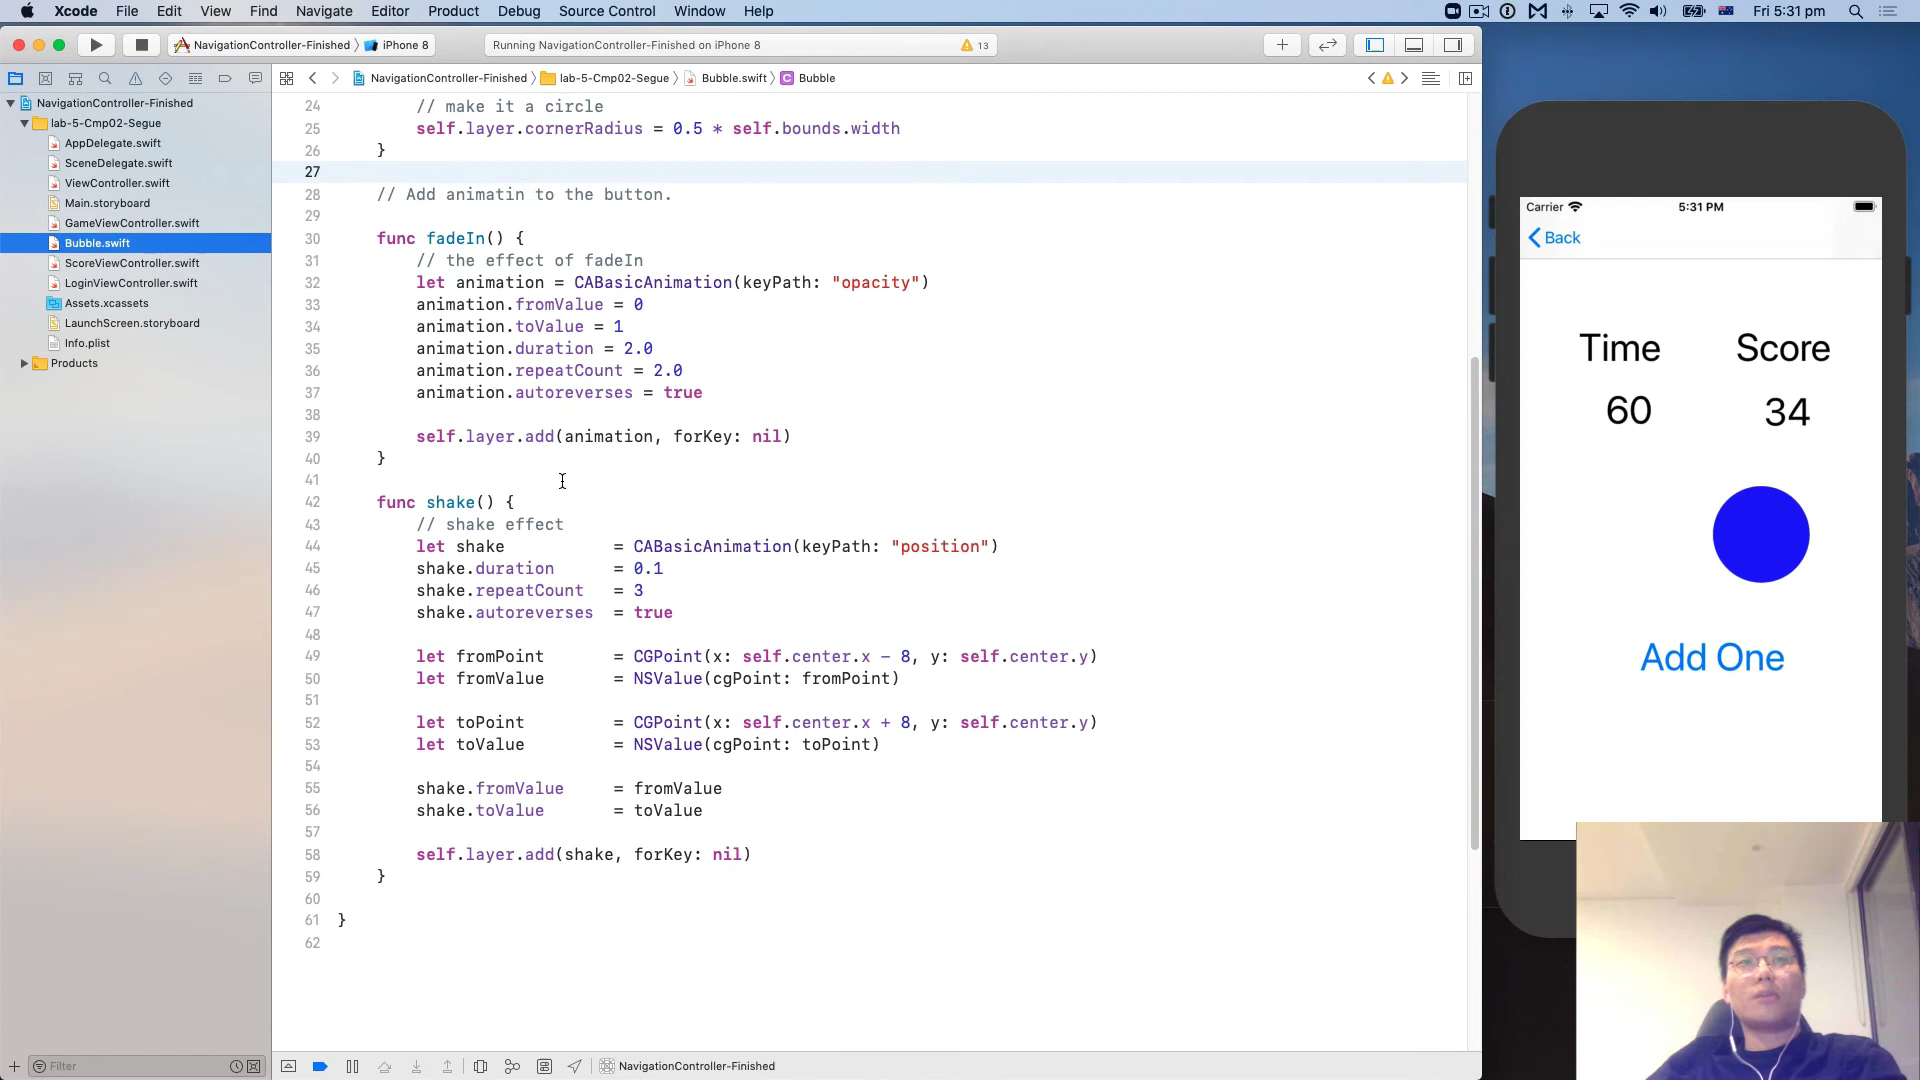 Xcode File Edit View Find Navigate Editor Product Debug Source Control Window Help
Fri 5:31 pm
NavigationController-Finished iPhone 8
Running NavigationController-Finished on iPhone 8
13
NavigationController-Finished lab-5-Cmp02-Segue Bubble.swift C Bubble
NavigationController-Finished
lab-5-Cmp02-Segue
AppDelegate.swift
SceneDelegate.swift
ViewController.swift
Main.storyboard
GameViewController.swift
Bubble.swift
ScoreViewController.swift
LoginViewController.swift
Assets.xcassets
LaunchScreen.storyboard
Info.plist
Products
Filter
24 // make it a circle
25 self.layer.cornerRadius = 0.5 * self.bounds.width
26 }
27
28 // Add animatin to the button.
29
30 func fadeIn() {
31 // the effect of fadeIn
32 let animation = CABasicAnimation(keyPath: "opacity")
33 animation.fromValue = 0
34 animation.toValue = 1
35 animation.duration = 2.0
36 animation.repeatCount = 2.0
37 animation.autoreverses = true
38
39 self.layer.add(animation, forKey: nil)
40 }
41
42 func shake() {
43 // shake effect
44 let shake = CABasicAnimation(keyPath: "position")
45 shake.duration = 0.1
46 shake.repeatCount = 3
47 shake.autoreverses = true
48
49 let fromPoint = CGPoint(x: self.center.x - 8, y: self.center.y)
50 let fromValue = NSValue(cgPoint: fromPoint)
51
52 let toPoint = CGPoint(x: self.center.x + 8, y: self.center.y)
53 let toValue = NSValue(cgPoint: toPoint)
54
55 shake.fromValue = fromValue
56 shake.toValue = toValue
57
58 self.layer.add(shake, forKey: nil)
59 }
60
61 }
62
NavigationController-Finished
Carrier 5:31 PM
Back
Time Score
60 34
Add One